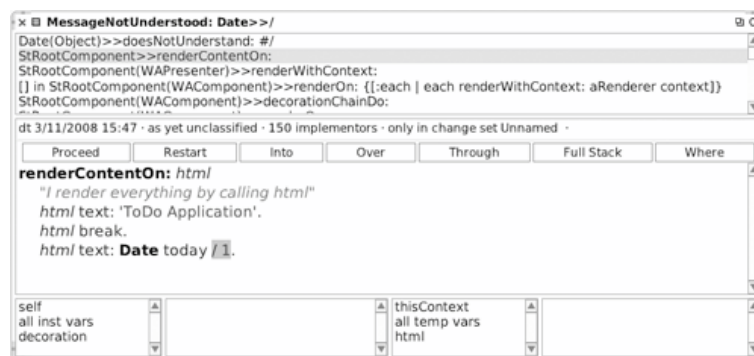 MessageNotUnderstood: Date>>/
Date(Object)>>doesNotUnderstand: #/
StRootComponent>>renderContentOn:
StRootComponent(WAPresenter)>>renderWithContext:
[] in StRootComponent(WAComponent)>>renderOn: {[:each | each renderWithContext: aRenderer context]}
StRootComponent(WAComponent)>>decorationChainDo:
dt 3/11/2008 15:47 · as yet unclassified · 150 implementors · only in change set Unnamed ·
Proceed Restart Into Over Through Full Stack Where
renderContentOn: html
"I render everything by calling html"
html text: 'ToDo Application'.
html break.
html text: Date today / 1.
self thisContext
all inst vars all temp vars
decoration html